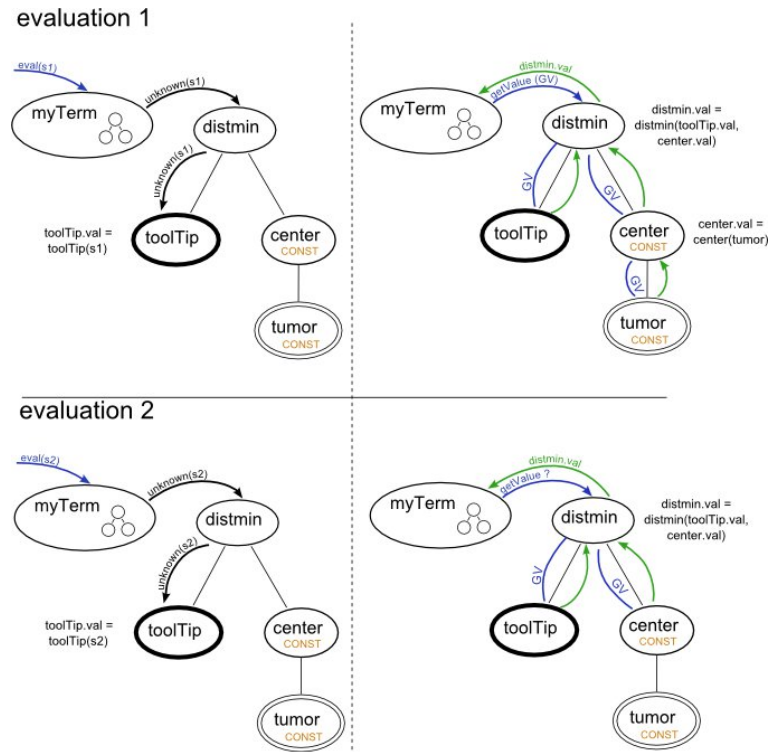 evaluation 1
eval(s1)
unknown(s1)
myTerm
distmin
unknown(s1)
toolTip.val =
toolTip(s1)
toolTip
center
CONST
tumor
CONST
distmin.val
getValue (GV)
myTerm
distmin
distmin.val =
distmin(toolTip.val,
center.val)
GV
GV
toolTip
center
CONST
center.val =
center(tumor)
GV
tumor
CONST
evaluation 2
eval(s2)
unknown(s2)
myTerm
distmin
unknown(s2)
toolTip.val =
toolTip(s2)
toolTip
center
CONST
tumor
CONST
distmin.val
getValue ?
myTerm
distmin
distmin.val =
distmin(toolTip.val,
center.val)
GV
GV
toolTip
center
CONST
tumor
CONST